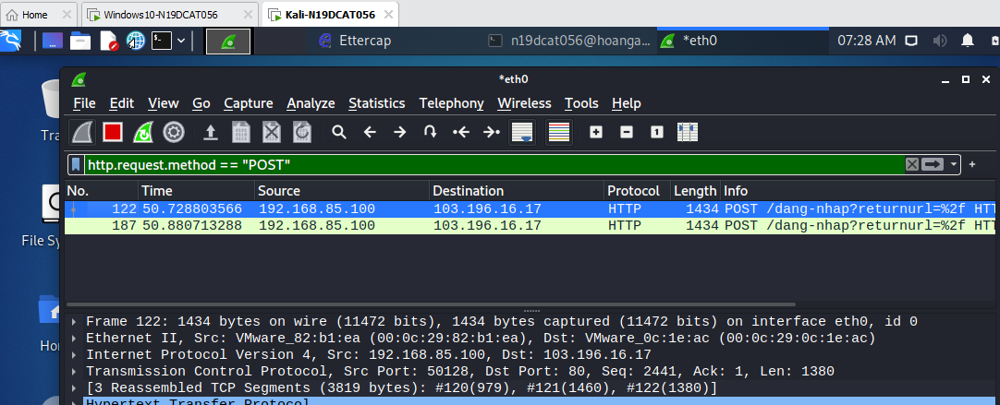 Home Windows10-N19DCAT056 Kali-N19DCAT056
Ettercap n19dcat056@hoanga... *eth0 07:28 AM
*eth0
File Edit View Go Capture Analyze Statistics Telephony Wireless Tools Help
http.request.method == "POST"
No. Time Source Destination Protocol Length Info
122 50.728803566 192.168.85.100 103.196.16.17 HTTP 1434 POST /dang-nhap?returnurl=%2f HTT
187 50.880713288 192.168.85.100 103.196.16.17 HTTP 1434 POST /dang-nhap?returnurl=%2f HTT
Tra
File Sy
Ho
Frame 122: 1434 bytes on wire (11472 bits), 1434 bytes captured (11472 bits) on interface eth0, id 0
Ethernet II, Src: VMware_82:b1:ea (00:0c:29:82:b1:ea), Dst: VMware_0c:1e:ac (00:0c:29:0c:1e:ac)
Internet Protocol Version 4, Src: 192.168.85.100, Dst: 103.196.16.17
Transmission Control Protocol, Src Port: 50128, Dst Port: 80, Seq: 2441, Ack: 1, Len: 1380
[3 Reassembled TCP Segments (3819 bytes): #120(979), #121(1460), #122(1380)]
Hypertext Transfer Protocol